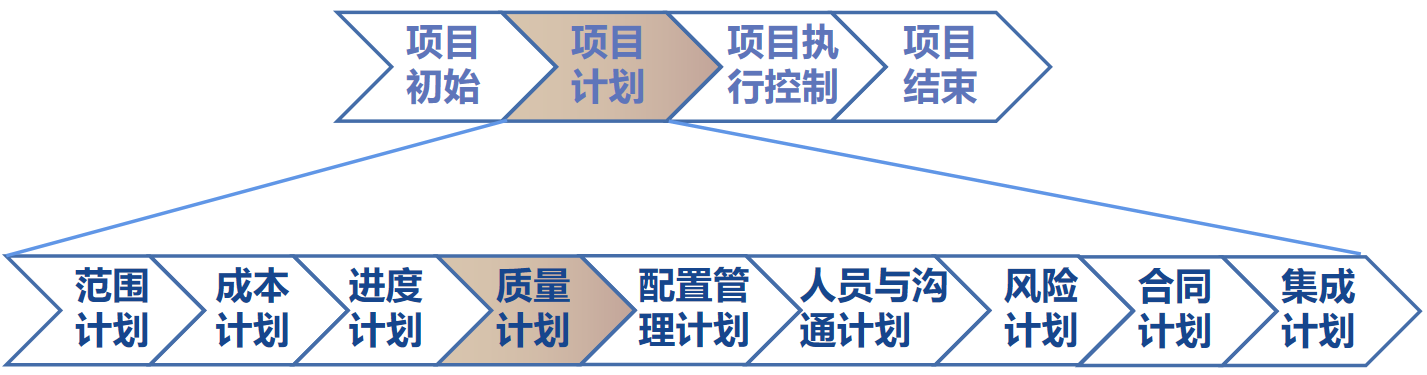 项目
初始
项目
计划
项目执
行控制
项目
结束
范围
计划
成本
计划
进度
计划
质量
计划
配置管
理计划
人员与沟
通计划
风险
计划
合同
计划
集成
计划